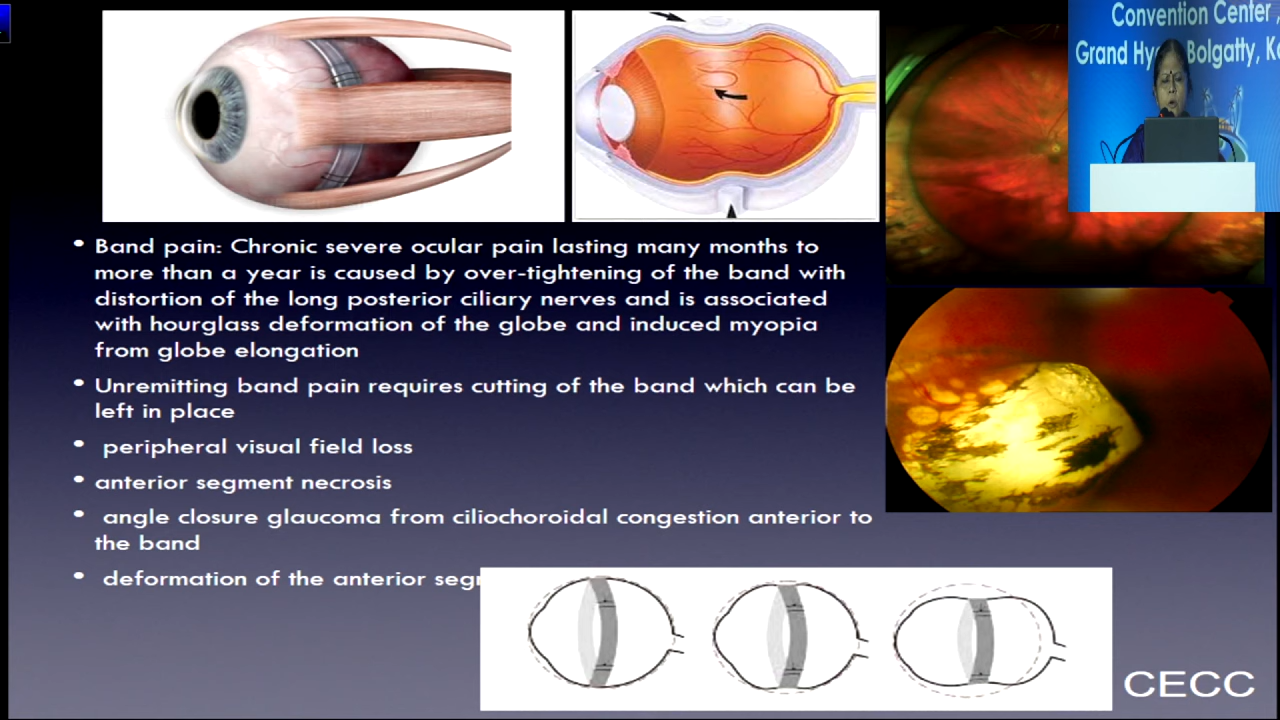 Convention Center ,
Grand Bolgatty,
• Band pain: Chronic severe ocular pain lasting many months to
more than a year is caused by over-tightening of the band with
distortion of the long posterior ciliary nerves and is associated
with hourglass deformation of the globe and induced myopia
from globe elongation
• Unremitting band pain requires cutting of the band which can be
left in place
• peripheral visual field loss
• anterior segment necrosis
• angle closure glaucoma from ciliochoroidal congestion anterior to
the band
• deformation of the anterior
CECC